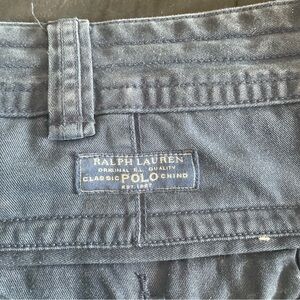 RALPH LAUREN
ORIGINAL R.L. QUALITY
CLASSIC POLO CHINO
EST. 1967